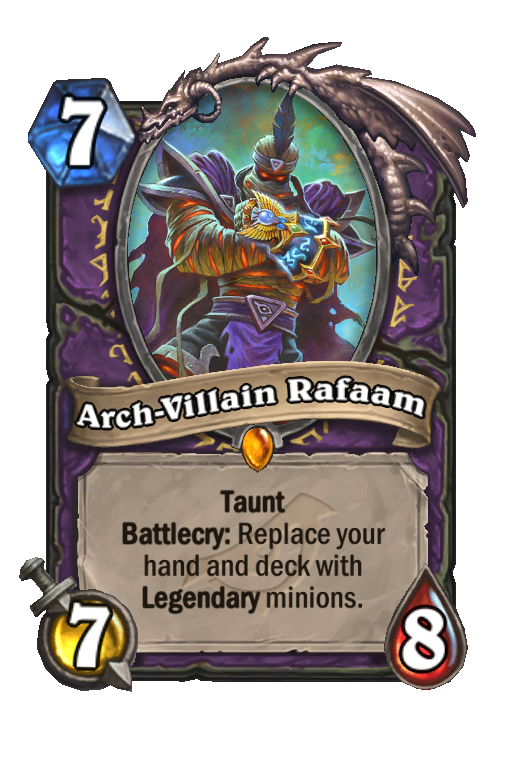 7
Arch-Villain Rafaam
Taunt
Battlecry: Replace your
hand and deck with
Legendary minions.
7
8